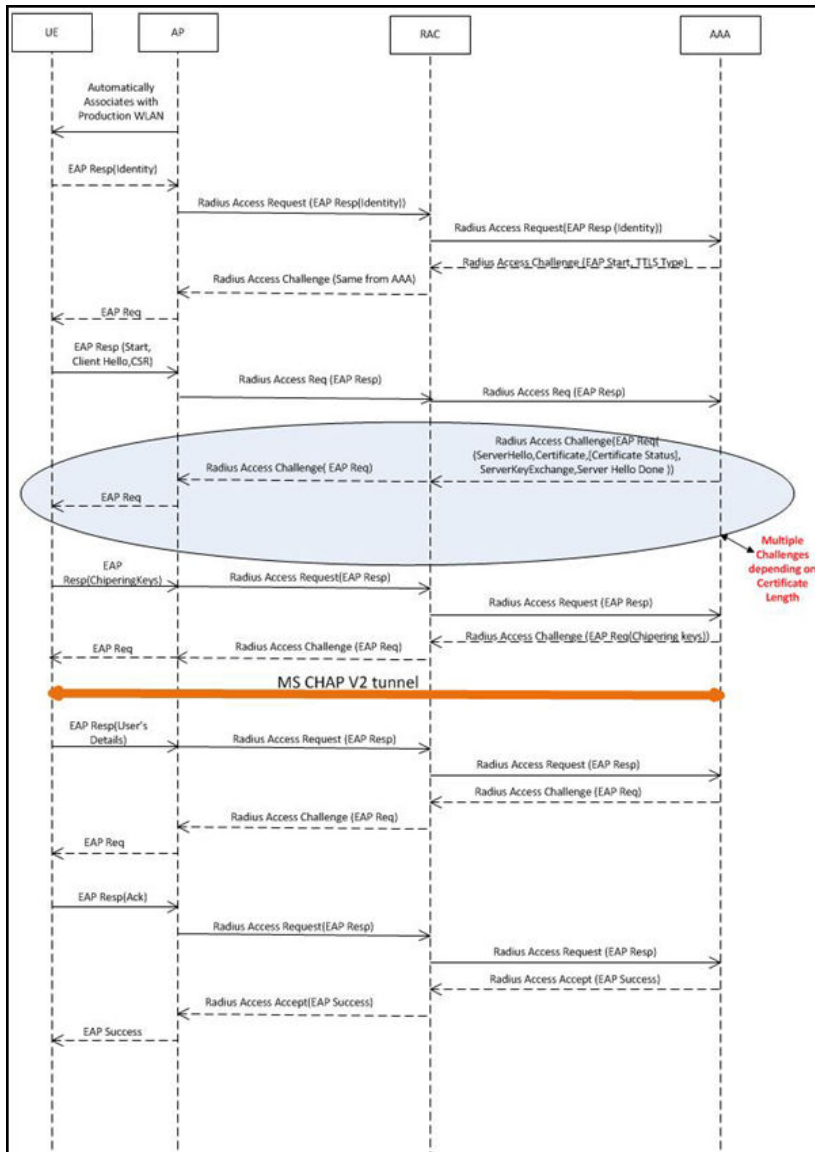 UE
AP
RAC
AAA
Automatically
Associates with
Production WLAN
EAP Resp(Identity)
Radius Access Request (EAP Resp(Identity))
Radius Access Request(EAP Resp (Identity))
Radius Access Challenge (EAP Start, TTLS Type)
Radius Access Challenge (Same from AAA)
EAP Req
EAP Resp (Start,
Client Hello,CSR)
Radius Access Req (EAP Resp)
Radius Access Req (EAP Resp)
Radius Access Challenge(EAP Req(
(ServerHello,Certificate,[Certificate Status],
ServerKeyExchange,Server Hello Done ))
Radius Access Challenge( EAP Req)
EAP Req
Multiple
Challenges
depending on
Certificate
Length
EAP
Resp(ChiperingKeys)
Radius Access Request(EAP Resp)
Radius Access Request (EAP Resp)
Radius Access Challenge (EAP Req(Chipering keys))
Radius Access Challenge (EAP Req)
EAP Req
MS CHAP V2 tunnel
EAP Resp(User's
Details)
Radius Access Request (EAP Resp)
Radius Access Request (EAP Resp)
Radius Access Challenge (EAP Req)
Radius Access Challenge (EAP Req)
EAP Req
EAP Resp(Ack)
Radius Access Request(EAP Resp)
Radius Access Request (EAP Resp)
Radius Access Accept (EAP Success)
Radius Access Accept(EAP Success)
EAP Success